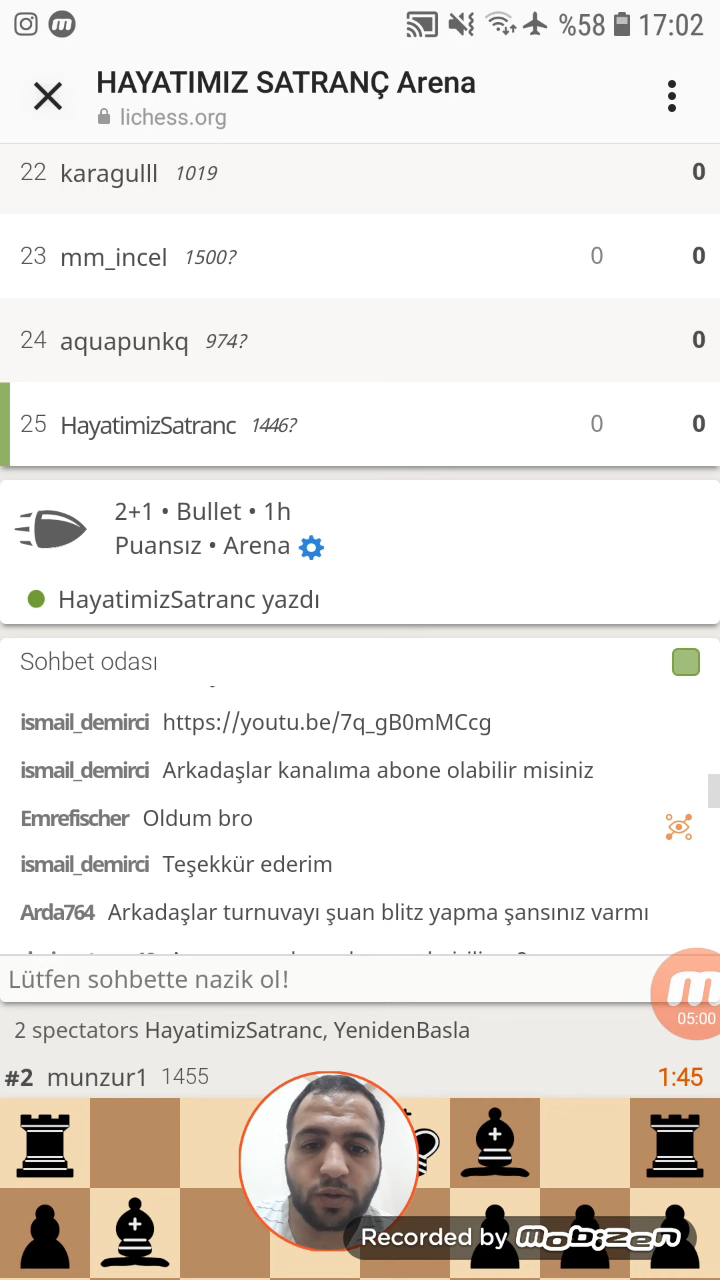 %58 17:02
HAYATIMIZ SATRANÇ Arena
lichess.org
22 karagulll 1019 0
23 mm_incel 1500? 0 0
24 aquapunkq 974? 0
25 HayatimizSatranc 1446? 0 0
2+1 • Bullet • 1h
Puansız • Arena
HayatimizSatranc yazdı
Sohbet odası
ismail_demirci https://youtu.be/7q_gB0mMCcg
ismail_demirci Arkadaşlar kanalıma abone olabilir misiniz
Emrefischer Oldum bro
ismail_demirci Teşekkür ederim
Arda764 Arkadaşlar turnuvayı şuan blitz yapma şansınız varmı
Lütfen sohbette nazik ol!
05:00
2 spectators HayatimizSatranc, YenidenBasla
#2 munzur1 1455 1:45
Recorded by mobizen